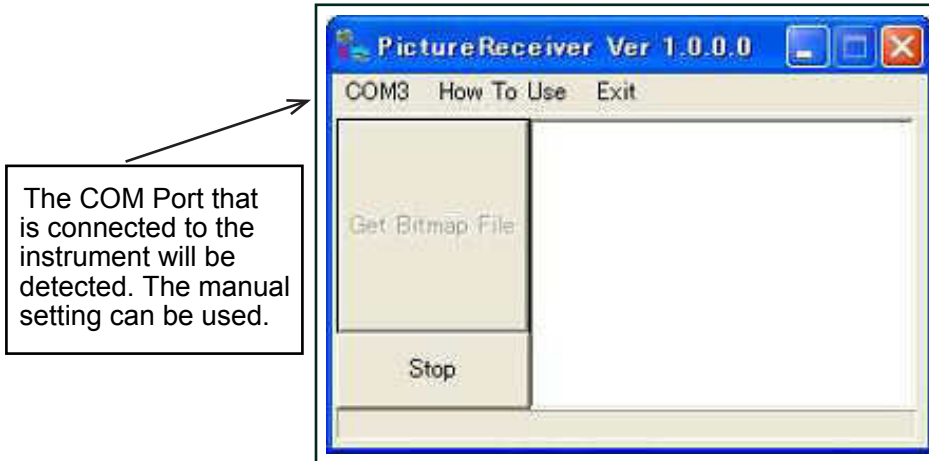 PictureReceiver Ver 1.0.0.0
COM3 How To Use Exit
The COM Port that
is connected to the
instrument will be
detected. The manual
setting can be used.
Get Bitmap File
Stop